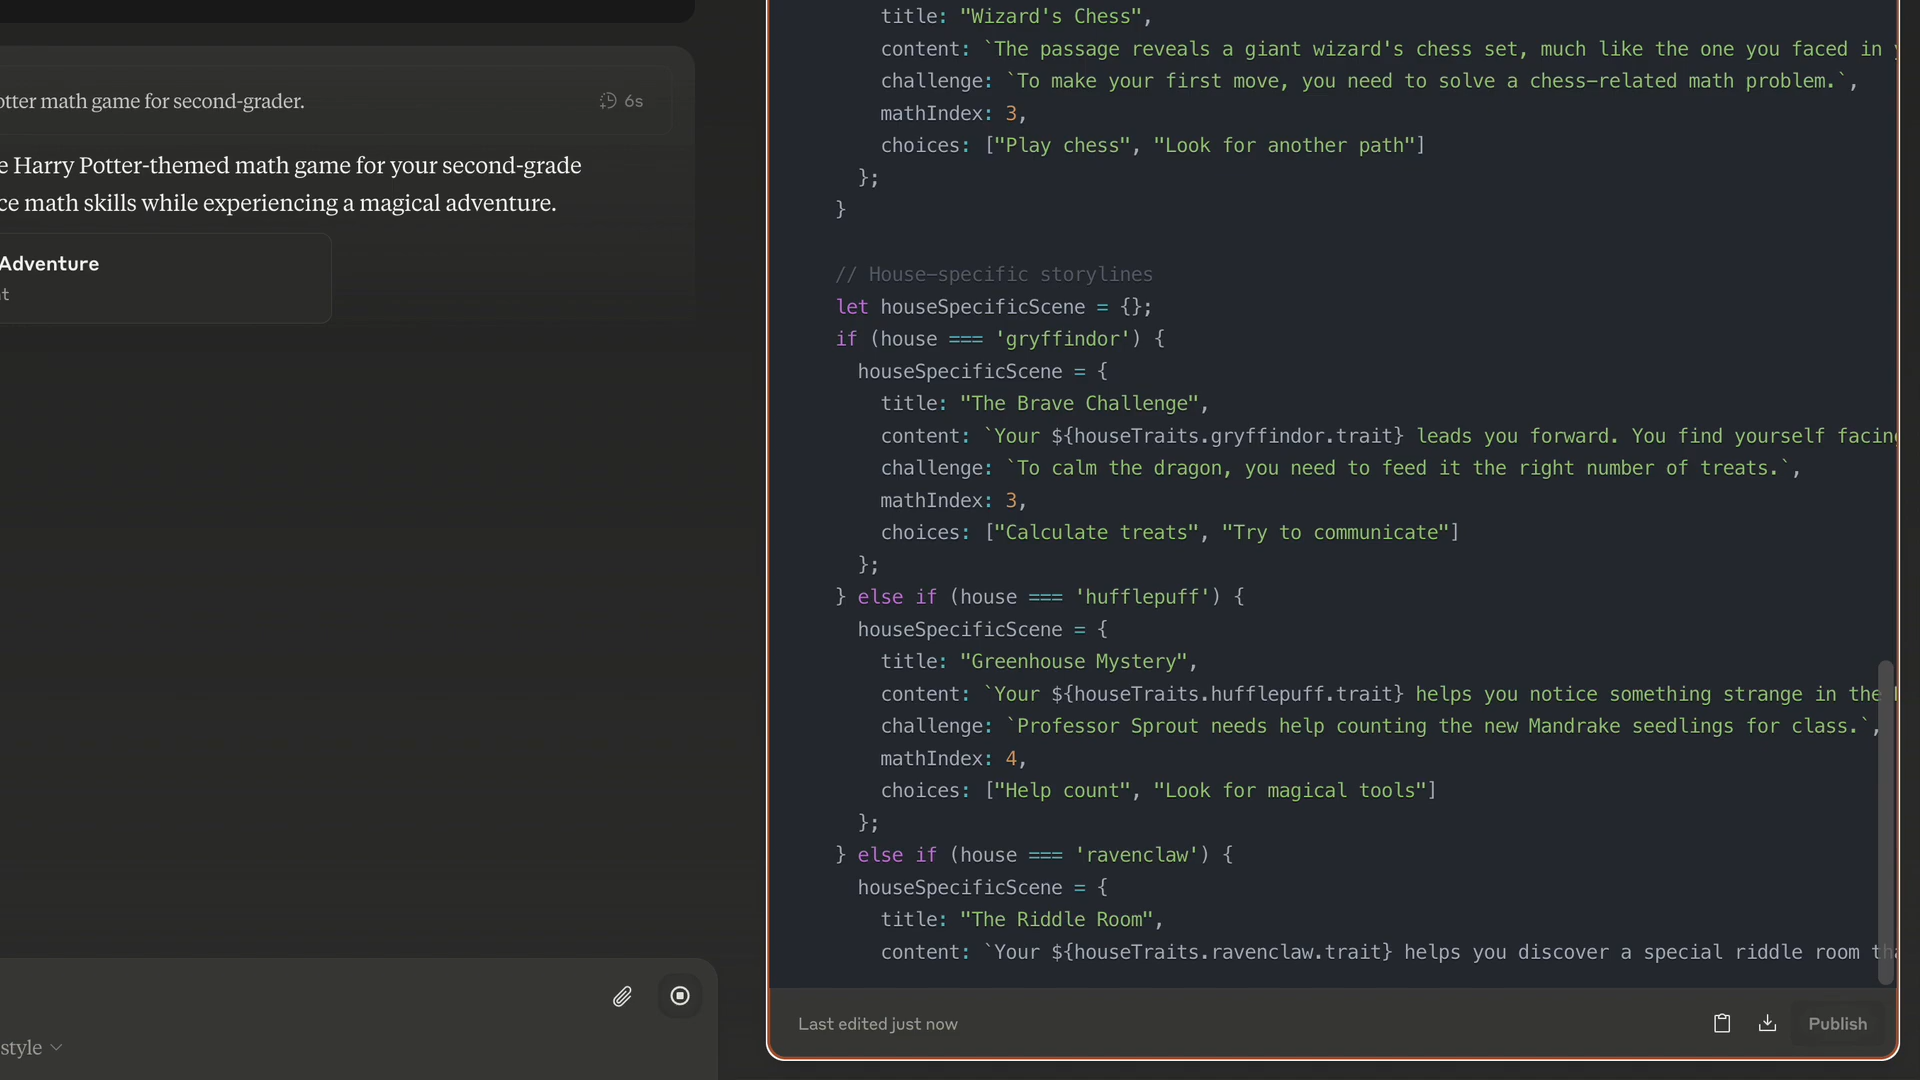 otter math game for second-grader.
6s
e Harry Potter-themed math game for your second-grade
ce math skills while experiencing a magical adventure.
Adventure
style
title: "Wizard's Chess",
content: `The passage reveals a giant wizard's chess set, much like the one you faced in
challenge: `To make your first move, you need to solve a chess-related math problem.`,
mathIndex: 3,
choices: ["Play chess", "Look for another path"]
};
}
// House-specific storylines
let houseSpecificScene = {};
if (house === 'gryffindor') {
houseSpecificScene = {
title: "The Brave Challenge",
content: `Your ${houseTraits.gryffindor.trait} leads you forward. You find yourself facing
challenge: `To calm the dragon, you need to feed it the right number of treats.`,
mathIndex: 3,
choices: ["Calculate treats", "Try to communicate"]
};
} else if (house === 'hufflepuff') {
houseSpecificScene = {
title: "Greenhouse Mystery",
content: `Your ${houseTraits.hufflepuff.trait} helps you notice something strange in the
challenge: `Professor Sprout needs help counting the new Mandrake seedlings for class.`,
mathIndex: 4,
choices: ["Help count", "Look for magical tools"]
};
} else if (house === 'ravenclaw') {
houseSpecificScene = {
title: "The Riddle Room",
content: `Your ${houseTraits.ravenclaw.trait} helps you discover a special riddle room
Last edited just now
Publish